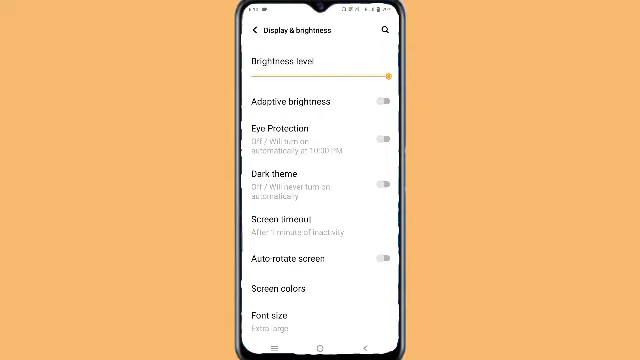 Display & brightness
Brightness level
Adaptive brightness
Eye Protection
Off / Will turn on
automatically at 10:00 PM
Dark theme
Off / Will never turn on
automatically
Screen timeout
After 1 minute of inactivity
Auto-rotate screen
Screen colors
Font size
Extra large